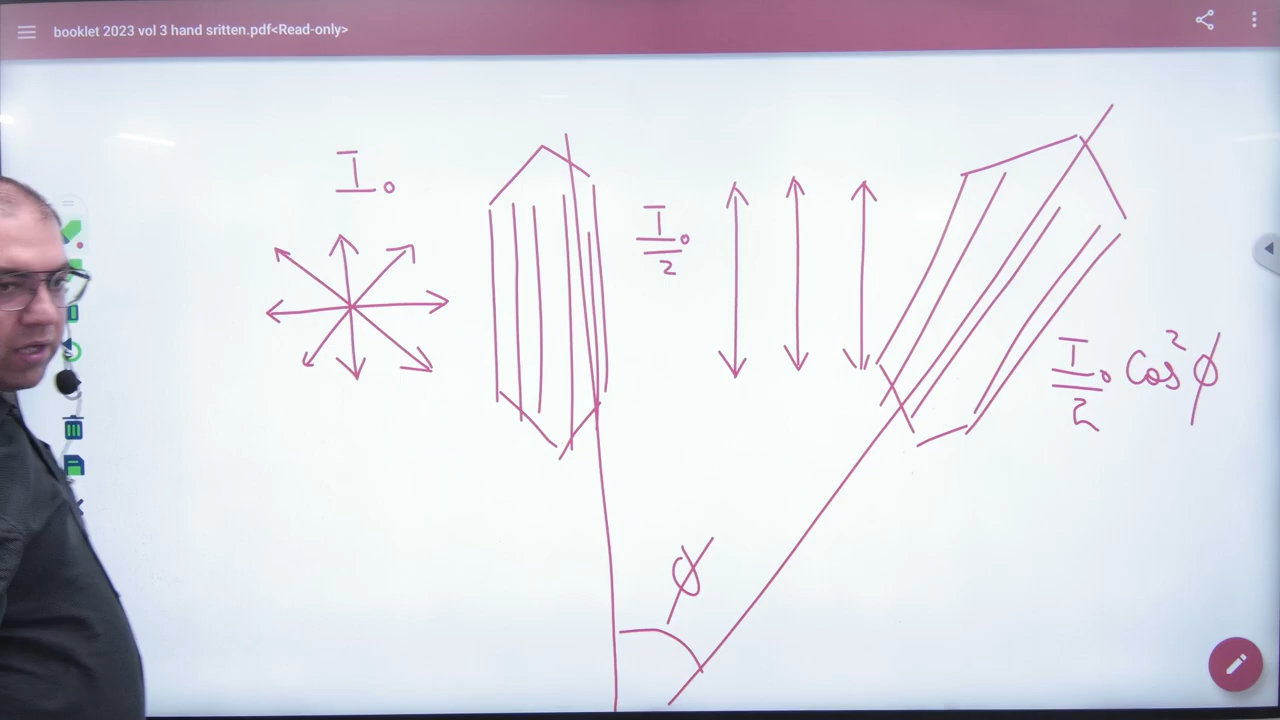 booklet 2023 vol 3 hand sritten.pdf<Read-only>
I₀
I₀/2
I₀/2 cos²ϕ
ϕ